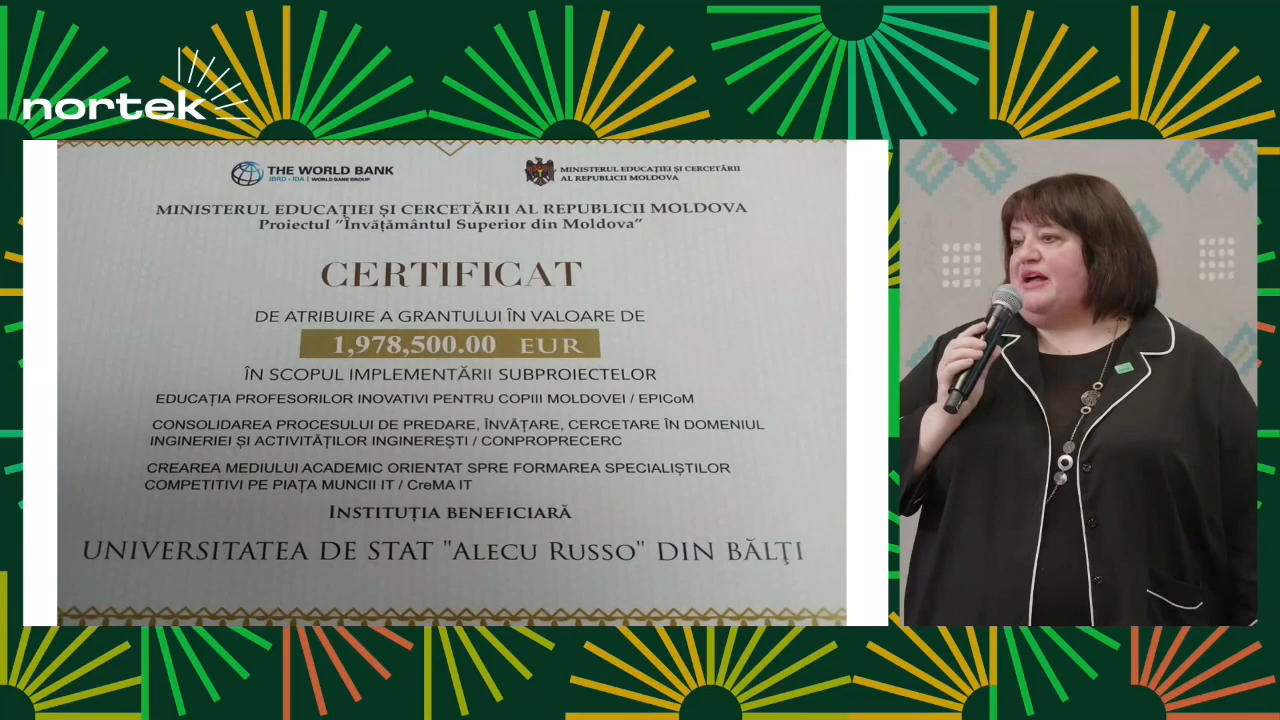 nortek
THE WORLD BANK
IBRD • IDA | WORLD BANK GROUP
MINISTERUL EDUCAȚIEI ȘI CERCETĂRII
AL REPUBLICII MOLDOVA
MINISTERUL EDUCAȚIEI ȘI CERCETĂRII AL REPUBLICII MOLDOVA
Proiectul "Învățământul Superior din Moldova"
CERTIFICAT
DE ATRIBUIRE A GRANTULUI ÎN VALOARE DE
1,978,500.00 EUR
ÎN SCOPUL IMPLEMENTĂRII SUBPROIECTELOR
EDUCAȚIA PROFESORILOR INOVATIVI PENTRU COPIII MOLDOVEI / EPICoM
CONSOLIDAREA PROCESULUI DE PREDARE, ÎNVĂȚARE, CERCETARE ÎN DOMENIUL
INGINERIEI ȘI ACTIVITĂȚILOR INGINEREȘTI / CONPROPRECERC
CREAREA MEDIULUI ACADEMIC ORIENTAT SPRE FORMAREA SPECIALIȘTILOR
COMPETITIVI PE PIAȚA MUNCII IT / CreMA IT
INSTITUȚIA BENEFICIARĂ
UNIVERSITATEA DE STAT "ALECU RUSSO" DIN BĂLŢI